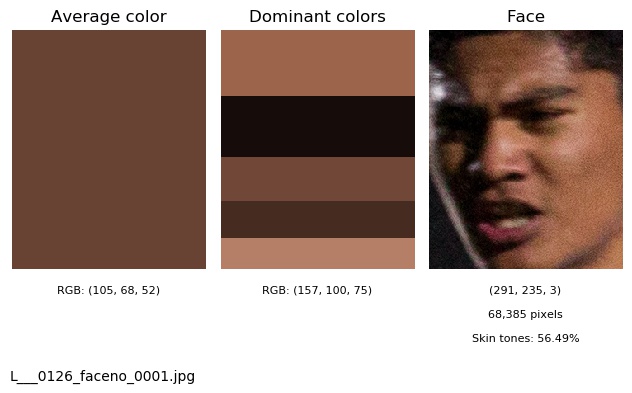 Average color
Dominant colors
Face
RGB: (105, 68, 52)
RGB: (157, 100, 75)
(291, 235, 3)
68,385 pixels
Skin tones: 56.49%
L___0126_faceno_0001.jpg